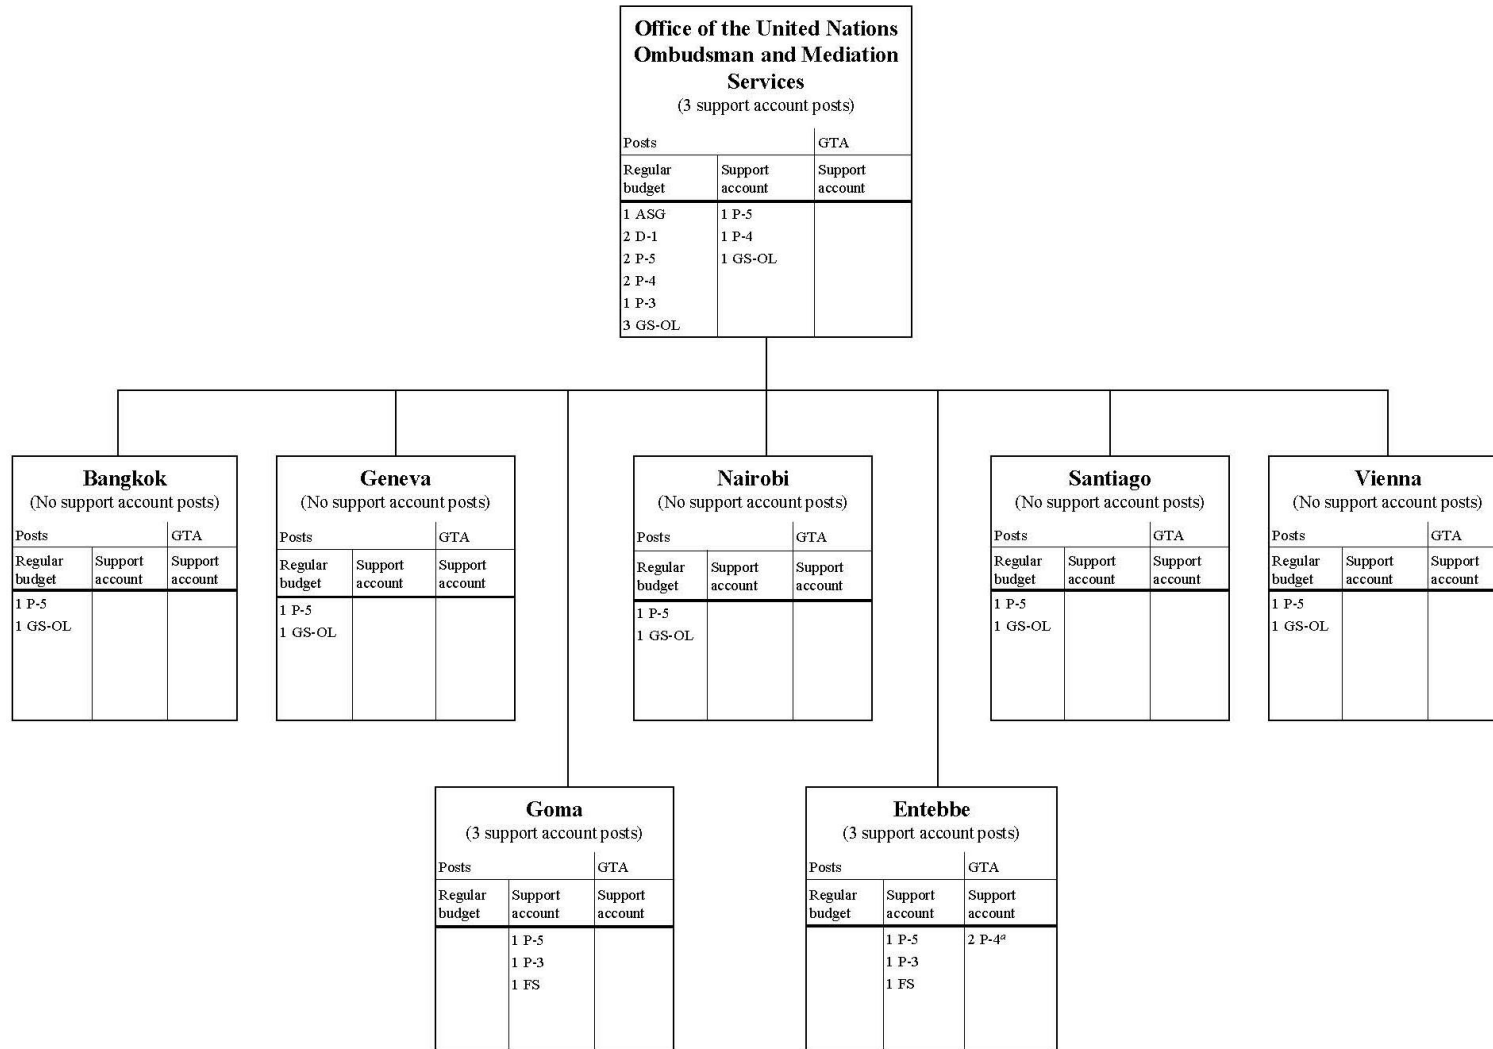 Office of the United Nations
Ombudsman and Mediation
Services
(3 support account posts)
Posts GTA
Regular budget Support account Support account
1 ASG 1 P-5
2 D-1 1 P-4
2 P-5 1 GS-OL
2 P-4
1 P-3
3 GS-OL
Bangkok
(No support account posts)
Posts GTA
Regular budget Support account Support account
1 P-5
1 GS-OL
Geneva
(No support account posts)
Posts GTA
Regular budget Support account Support account
1 P-5
1 GS-OL
Nairobi
(No support account posts)
Posts GTA
Regular budget Support account Support account
1 P-5
1 GS-OL
Santiago
(No support account posts)
Posts GTA
Regular budget Support account Support account
1 P-5
1 GS-OL
Vienna
(No support account posts)
Posts GTA
Regular budget Support account Support account
1 P-5
1 GS-OL
Goma
(3 support account posts)
Posts GTA
Regular budget Support account Support account
1 P-5
1 P-3
1 FS
Entebbe
(3 support account posts)
Posts GTA
Regular budget Support account Support account
1 P-5 2 P-4ᵃ
1 P-3
1 FS